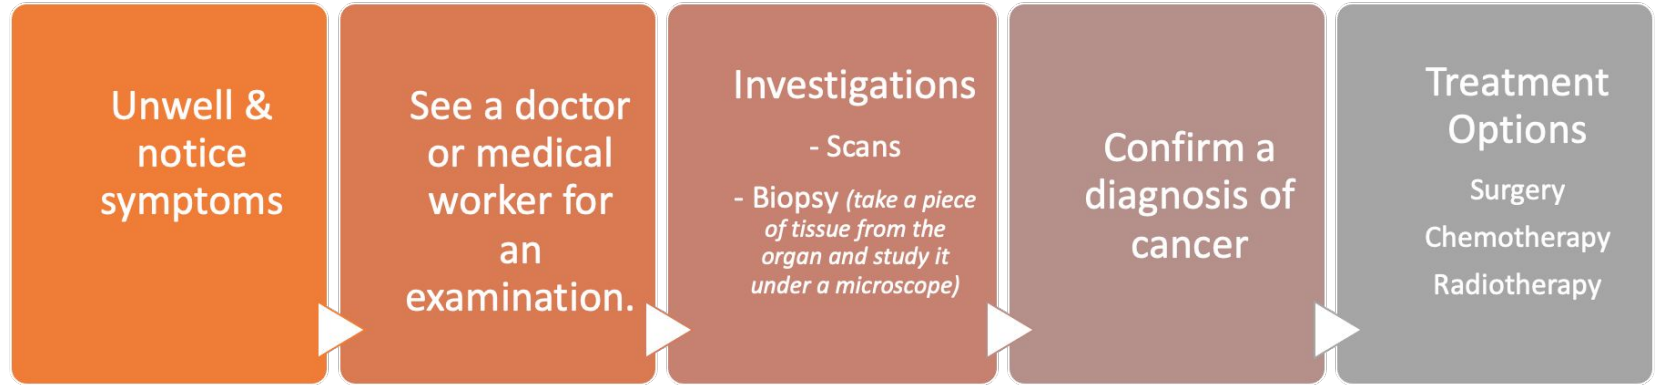 Unwell &
notice
symptoms
See a doctor
or medical
worker for
an
examination.
Investigations
- Scans
- Biopsy (take a piece
of tissue from the
organ and study it
under a microscope)
Confirm a
diagnosis of
cancer
Treatment
Options
Surgery
Chemotherapy
Radiotherapy